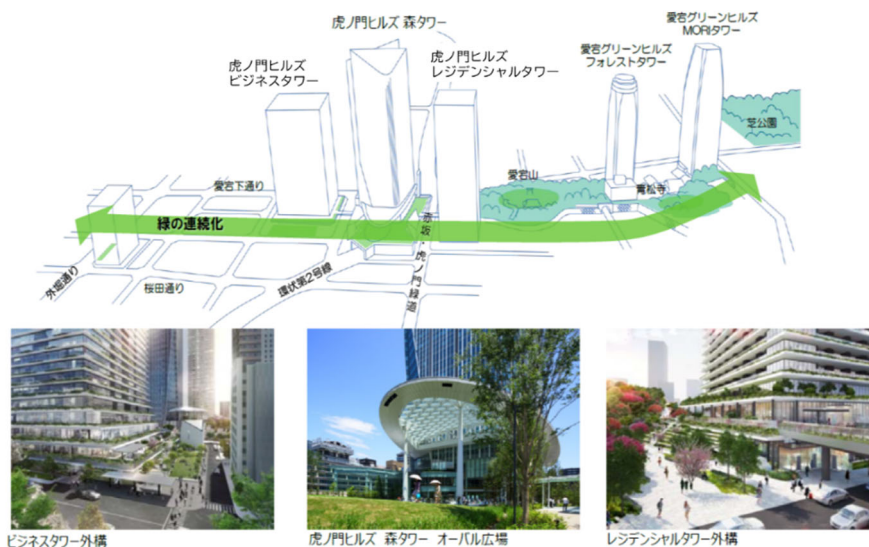 虎ノ門ヒルズ 森タワー
愛宕グリーンヒルズ
MORIタワー
虎ノ門ヒルズ
ビジネスタワー
虎ノ門ヒルズ
レジデンシャルタワー
愛宕グリーンヒルズ
フォレストタワー
芝公園
愛宕山
愛宕下通り
青松寺
緑の連続化
赤坂・虎ノ門緑道
外堀通り
桜田通り
環状第2号線
ビジネスタワー外構
虎ノ門ヒルズ 森タワー オーバル広場
レジデンシャルタワー外構